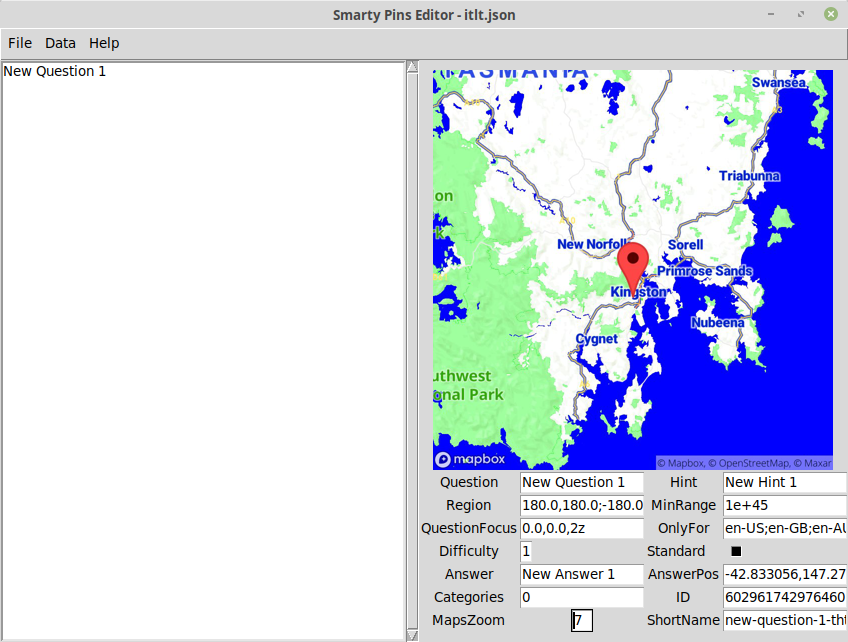 Smarty Pins Editor - itlt.json
File Data Help
New Question 1
TASMANIA
Swansea
Triabunna
on
k
New Norfolk
Sorell
Primrose Sands
Kingston
Nubeena
Cygnet
uthwest
onal Park
mapbox
© Mapbox, © OpenStreetMap, © Maxar
Question New Question 1 Hint New Hint 1
Region 180.0,180.0;-180.0 MinRange 1e+45
QuestionFocus 0.0,0.0,2z OnlyFor en-US;en-GB;en-AU
Difficulty 1 Standard
Answer New Answer 1 AnswerPos -42.833056,147.27
Categories 0 ID 602961742976460
MapsZoom 7 ShortName new-question-1-tht